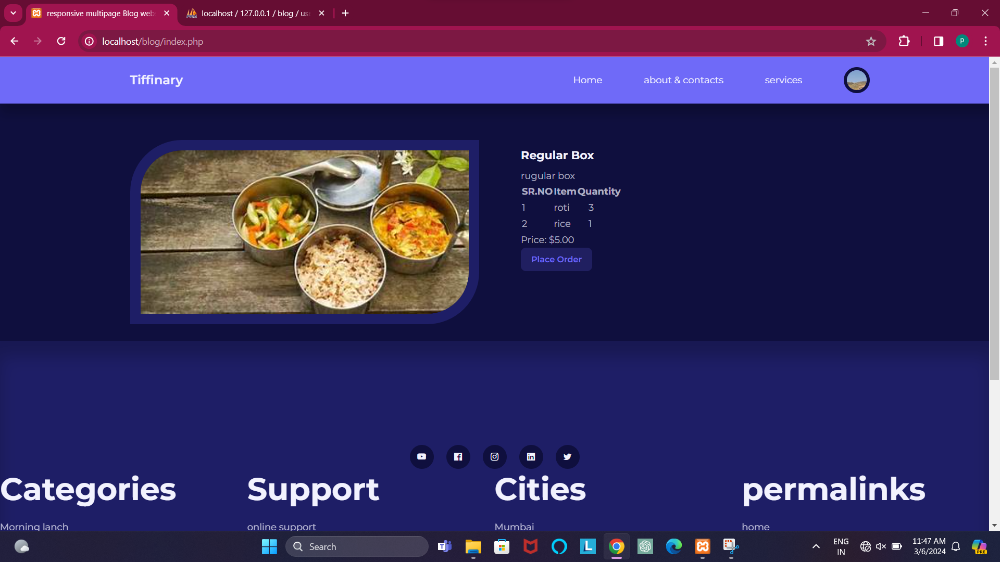 responsive multipage Blog web
localhost / 127.0.0.1 / blog / us
localhost/blog/index.php
p
Tiffinary
Home
about & contacts
services
Regular Box
rugular box
SR.NO Item Quantity
1 roti 3
2 rice 1
Price: $5.00
Place Order
Categories
Support
Cities
permalinks
Morning lanch
online support
Mumbai
home
Search
ENG
IN
11:47 AM
3/6/2024
PRE